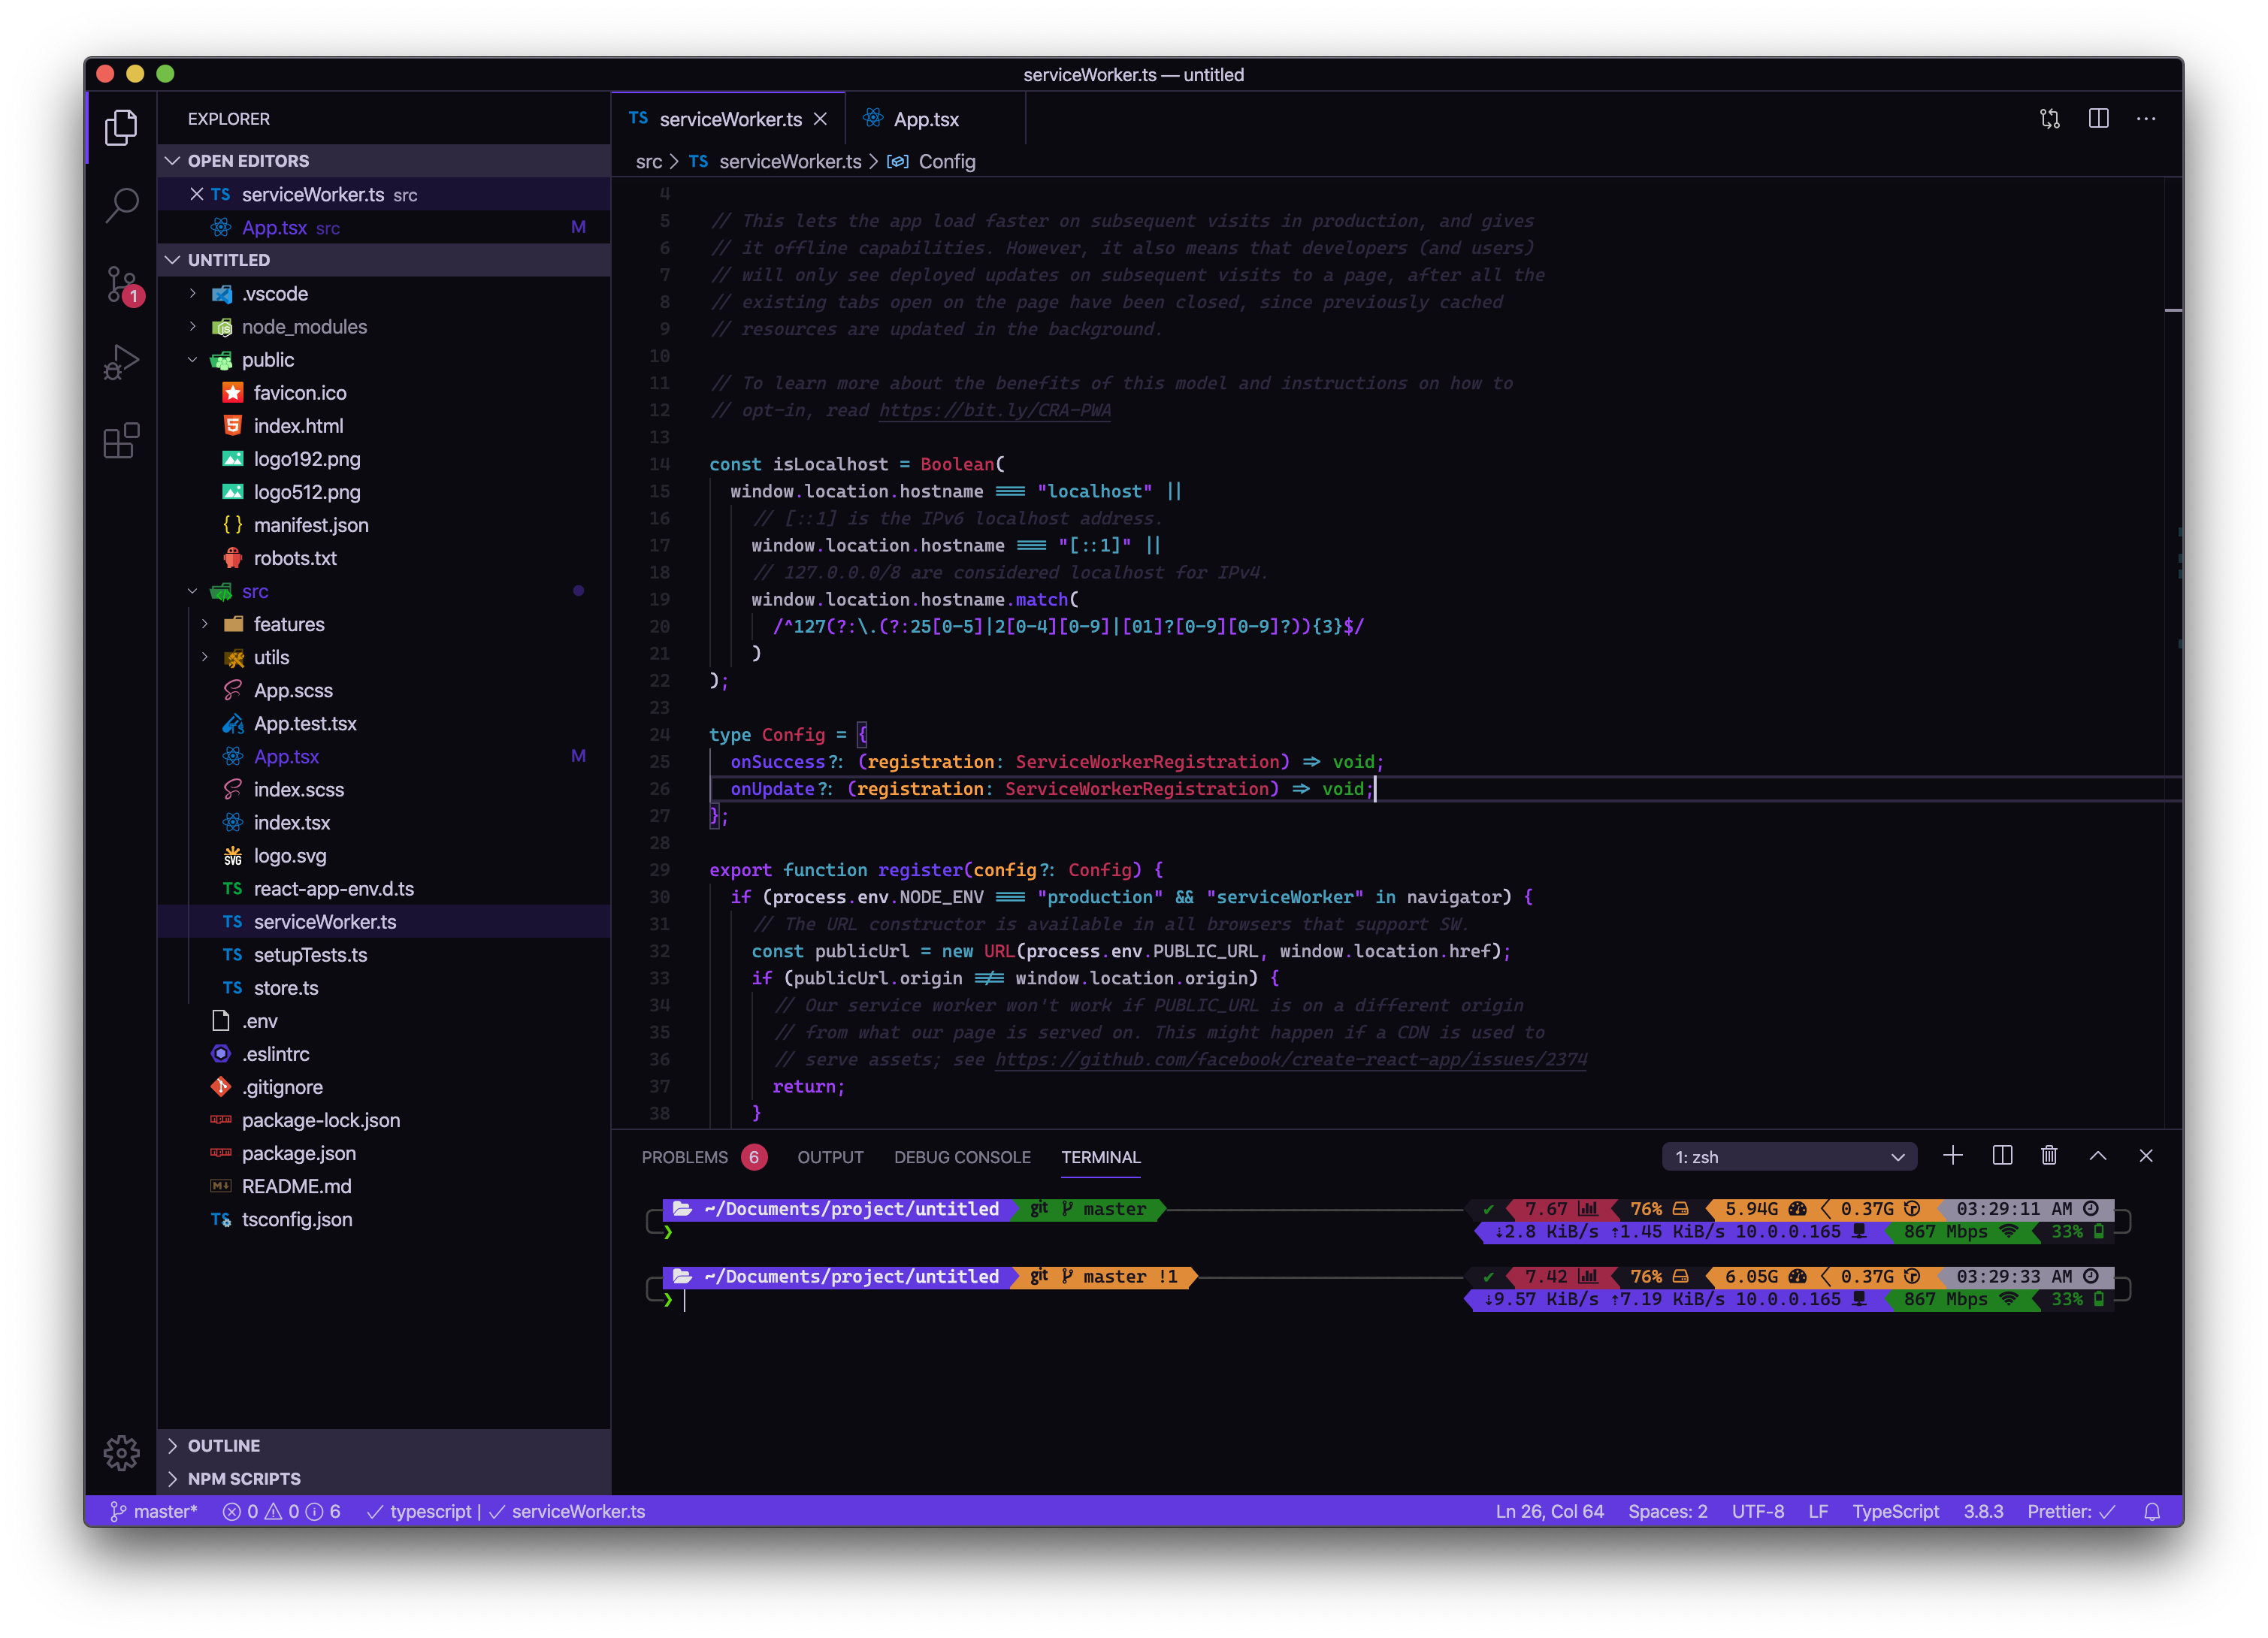 serviceWorker.ts — untitled
EXPLORER
OPEN EDITORS
TS serviceWorker.ts src
App.tsx src M
UNTITLED
.vscode
node_modules
public
favicon.ico
index.html
logo192.png
logo512.png
{ } manifest.json
robots.txt
src
features
utils
App.scss
App.test.tsx
App.tsx M
index.scss
index.tsx
SVG logo.svg
TS react-app-env.d.ts
TS serviceWorker.ts
TS setupTests.ts
TS store.ts
.env
.eslintrc
.gitignore
package-lock.json
package.json
README.md
TS tsconfig.json
OUTLINE
NPM SCRIPTS
1
TS serviceWorker.ts
App.tsx
src > TS serviceWorker.ts > Config
4
5 // This lets the app load faster on subsequent visits in production, and gives
6 // it offline capabilities. However, it also means that developers (and users)
7 // will only see deployed updates on subsequent visits to a page, after all the
8 // existing tabs open on the page have been closed, since previously cached
9 // resources are updated in the background.
10
11 // To learn more about the benefits of this model and instructions on how to
12 // opt-in, read https://bit.ly/CRA-PWA
13
14 const isLocalhost = Boolean(
15 window.location.hostname === "localhost" ||
16 // [::1] is the IPv6 localhost address.
17 window.location.hostname === "[::1]" ||
18 // 127.0.0.0/8 are considered localhost for IPv4.
19 window.location.hostname.match(
20 /^127(?:\.(?:25[0-5]|2[0-4][0-9]|[01]?[0-9][0-9]?)){3}$/
21 )
22 );
23
24 type Config = {
25 onSuccess?: (registration: ServiceWorkerRegistration) => void;
26 onUpdate?: (registration: ServiceWorkerRegistration) => void;
27 };
28
29 export function register(config?: Config) {
30 if (process.env.NODE_ENV === "production" && "serviceWorker" in navigator) {
31 // The URL constructor is available in all browsers that support SW.
32 const publicUrl = new URL(process.env.PUBLIC_URL, window.location.href);
33 if (publicUrl.origin !== window.location.origin) {
34 // Our service worker won't work if PUBLIC_URL is on a different origin
35 // from what our page is served on. This might happen if a CDN is used to
36 // serve assets; see https://github.com/facebook/create-react-app/issues/2374
37 return;
38 }
PROBLEMS 6 OUTPUT DEBUG CONSOLE TERMINAL 1: zsh
~/Documents/project/untitled git master ✔ 7.67 76% 5.94G 0.37G 03:29:11 AM
❯ ↓2.8 KiB/s ↑1.45 KiB/s 10.0.0.165 867 Mbps 33%
~/Documents/project/untitled git master !1 ✔ 7.42 76% 6.05G 0.37G 03:29:33 AM
❯ ↓9.57 KiB/s ↑7.19 KiB/s 10.0.0.165 867 Mbps 33%
master* 0 0 6 ✓ typescript | ✓ serviceWorker.ts Ln 26, Col 64 Spaces: 2 UTF-8 LF TypeScript 3.8.3 Prettier: ✓